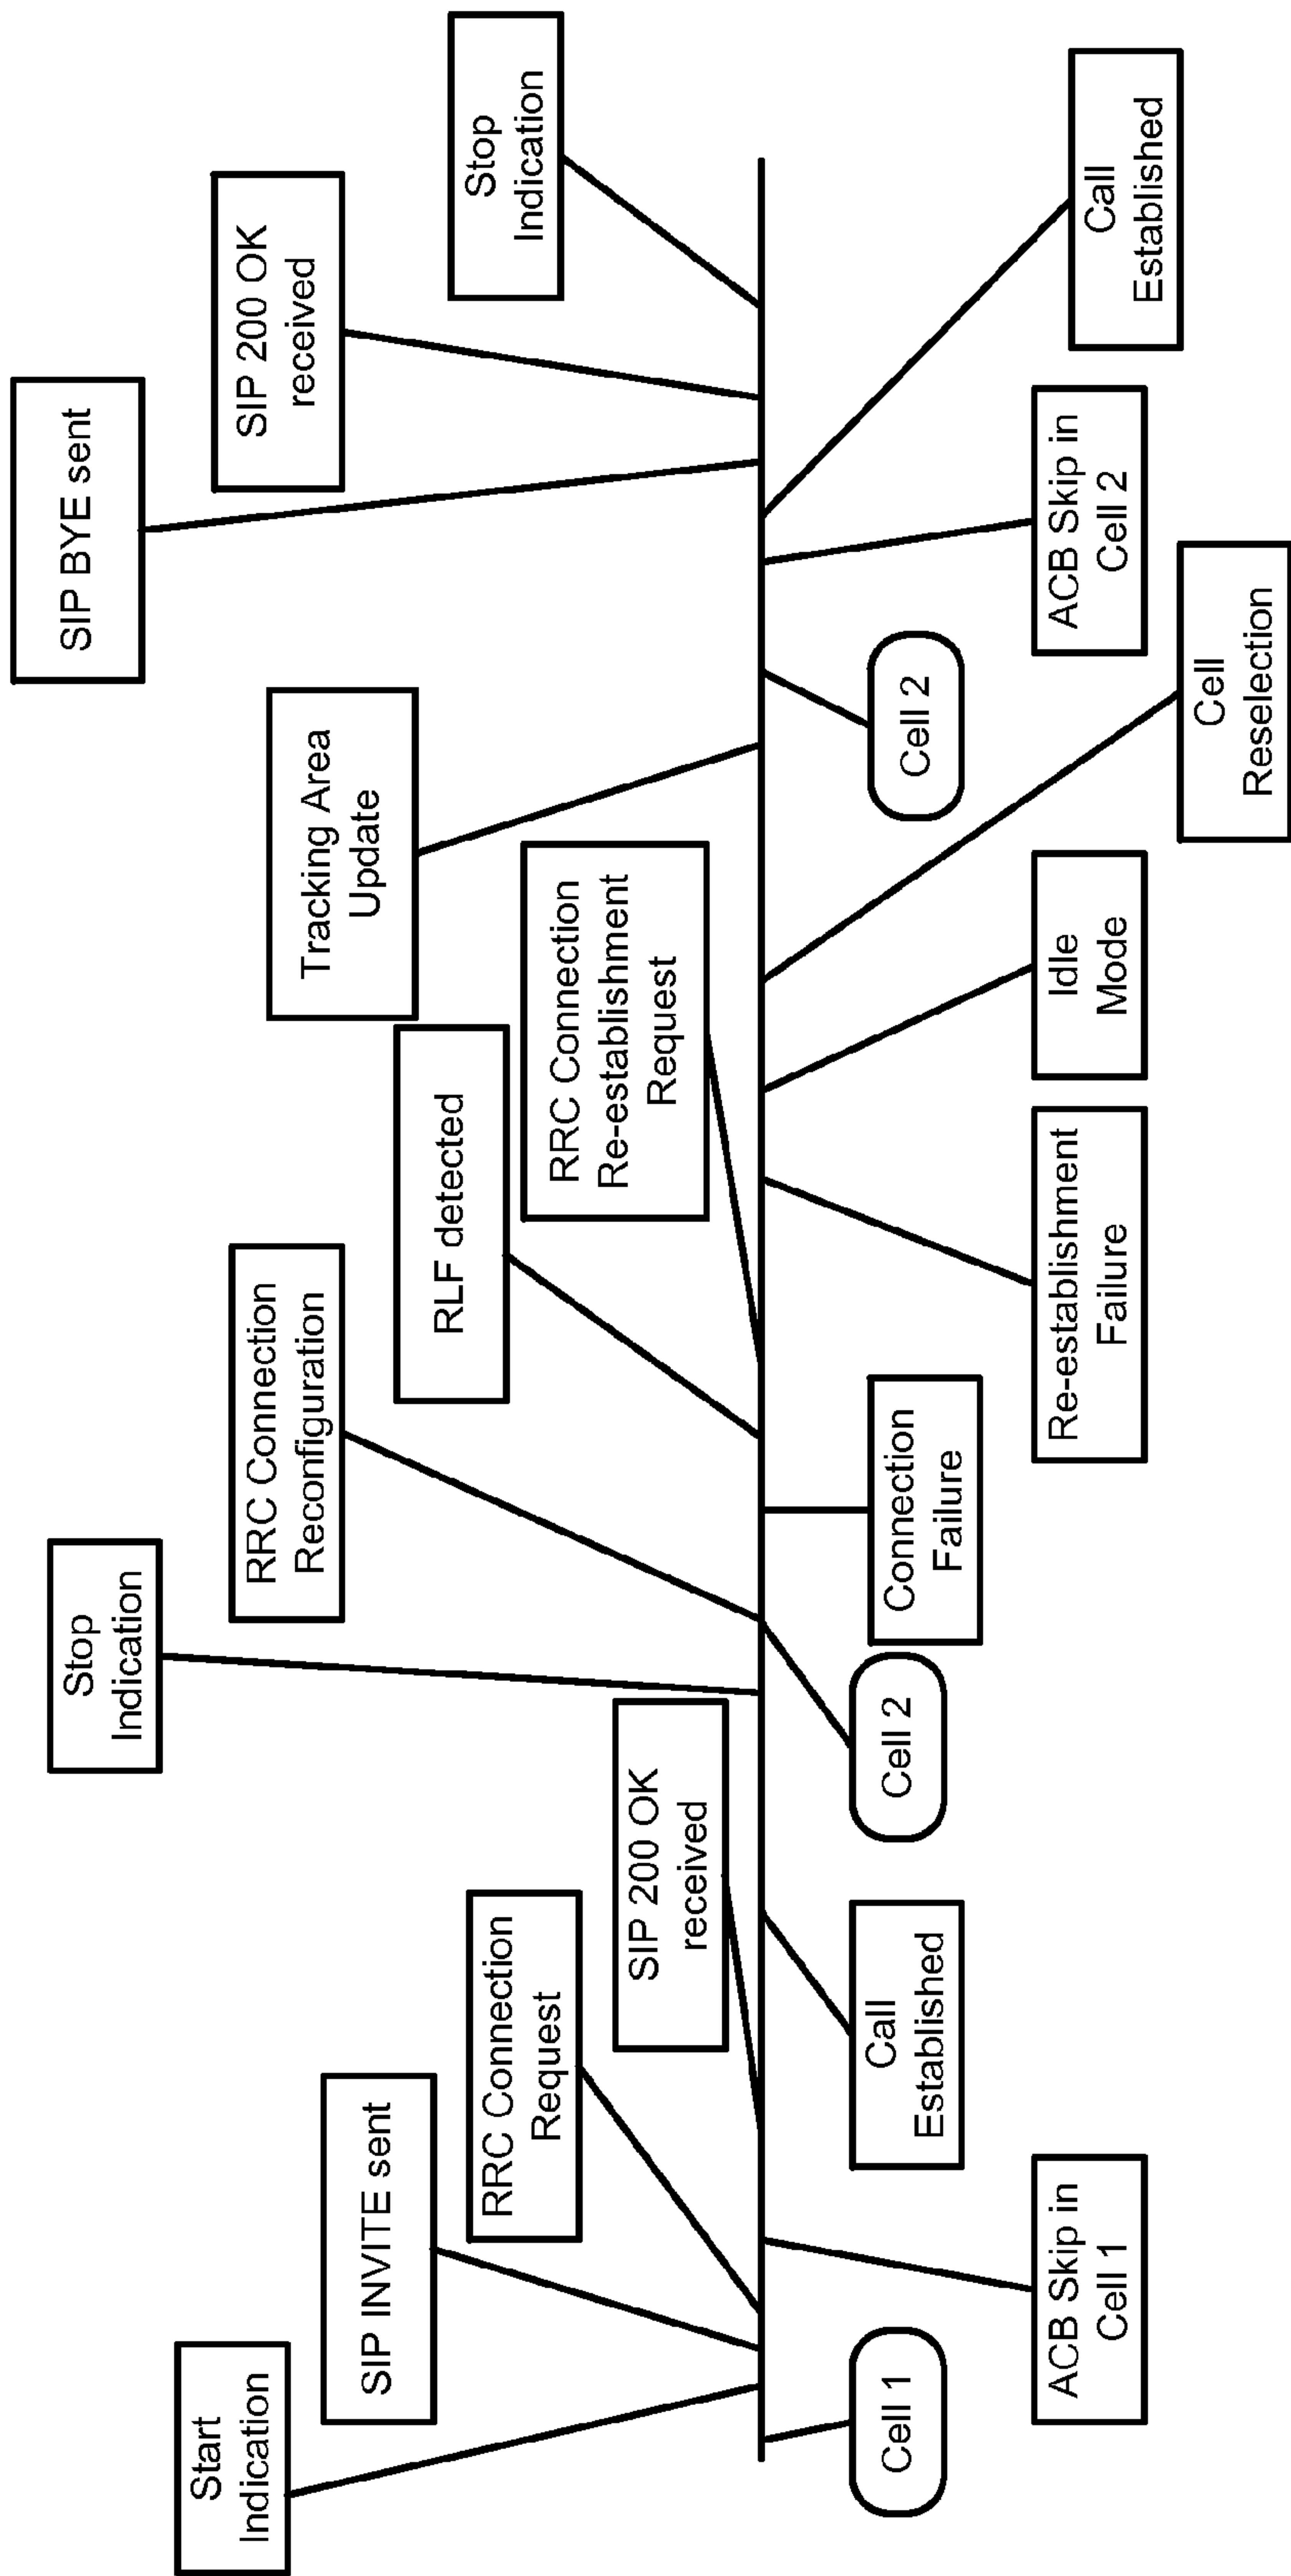 Start
Indication
SIP INVITE sent
RRC Connection
Request
SIP 200 OK
received
Stop
Indication
RRC Connection
Reconfiguration
RLF detected
RRC Connection
Re-establishment
Request
Tracking Area
Update
SIP BYE sent
SIP 200 OK
received
Stop
Indication
Cell 1
ACB Skip in
Cell 1
Call
Established
Cell 2
Connection
Failure
Re-establishment
Failure
Idle
Mode
Cell
Reselection
Cell 2
ACB Skip in
Cell 2
Call
Established